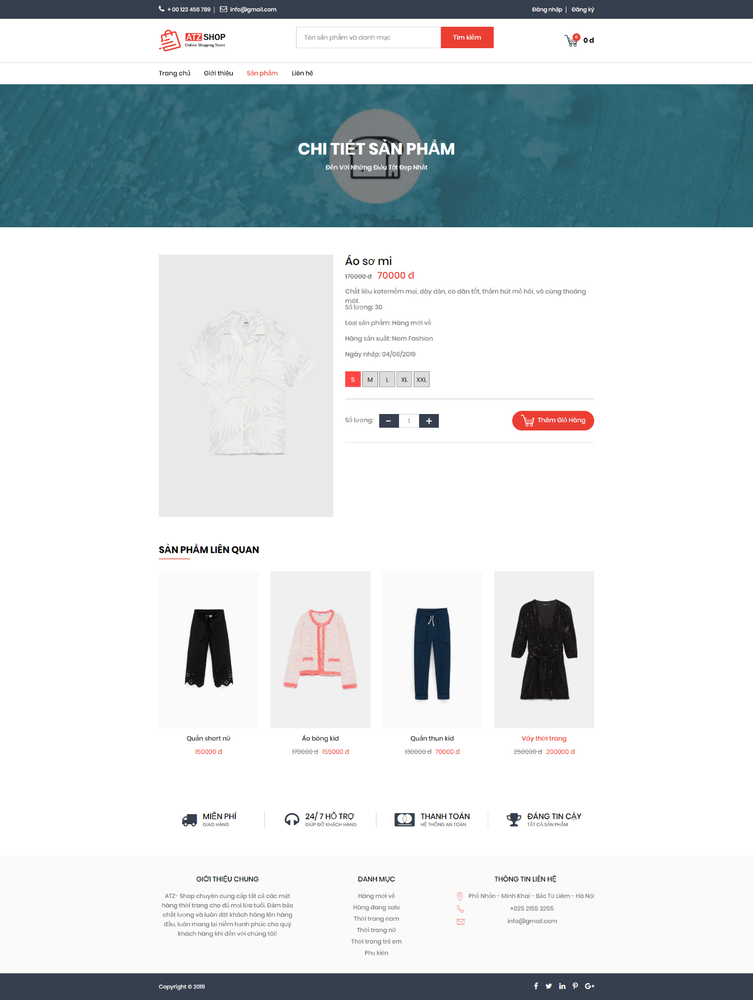 + 00 123 456 789
info@gmail.com
Đăng nhập
Đăng ký
ATZ SHOP
Online Shopping Store
Tên sản phẩm và danh mục
Tìm kiếm
0
0 đ
Trang chủ
Giới thiệu
Sản phẩm
Liên hệ
CHI TIẾT SẢN PHẨM
Đến Với Những Điều Tốt Đẹp Nhất
Áo sơ mi
170000 đ 70000 đ
Chất liệu katemềm mại, dày dặn, co dãn tốt, thấm hút mồ hôi, vô cùng thoáng
mát.
Số lượng: 30
Loại sản phẩm: Hàng mới về
Hãng sản xuất: Nem Fashion
Ngày nhập: 04/06/2019
S M L XL XXL
Số lượng: - 1 +
Thêm Giỏ Hàng
SẢN PHẨM LIÊN QUAN
Quần short nữ
150000 đ
Áo bông kid
170000 đ 155000 đ
Quần thun kid
130000 đ 70000 đ
Váy thời trang
250000 đ 200000 đ
MIỄN PHÍ
GIAO HÀNG
24/ 7 HỖ TRỢ
GIÚP ĐỠ KHÁCH HÀNG
mastercard
THANH TOÁN
HỆ THỐNG AN TOÀN
ĐÁNG TIN CẬY
TẤT CẢ SẢN PHẨM
GIỚI THIỆU CHUNG
ATZ- Shop chuyên cung cấp tất cả các mặt
hàng thời trang cho đủ mọi lứa tuổi. Đảm bảo
chất lượng và luôn đặt khách hàng lên hàng
đầu, luôn mang lại niềm hạnh phúc cho quý
khách hàng khi đến với chúng tôi!
DANH MỤC
Hàng mới về
Hàng đang sale
Thời trang nam
Thời trang nữ
Thời trang trẻ em
Phụ kiện
THÔNG TIN LIÊN HỆ
Phố Nhổn - Minh Khai - Bắc Từ Liêm - Hà Nội
+025 2155 3255
info@gmail.com
Copyright © 2019